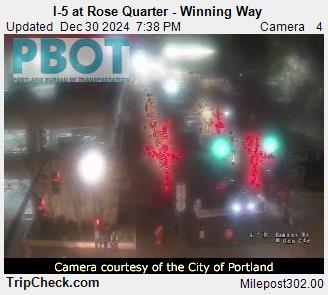 I-5 at Rose Quarter - Winning Way
Updated Dec 30 2024 7:38 PM Camera 4
PBOT
PORTLAND BUREAU OF TRANSPORTATION
Camera courtesy of the City of Portland
TripCheck.com Milepost302.00